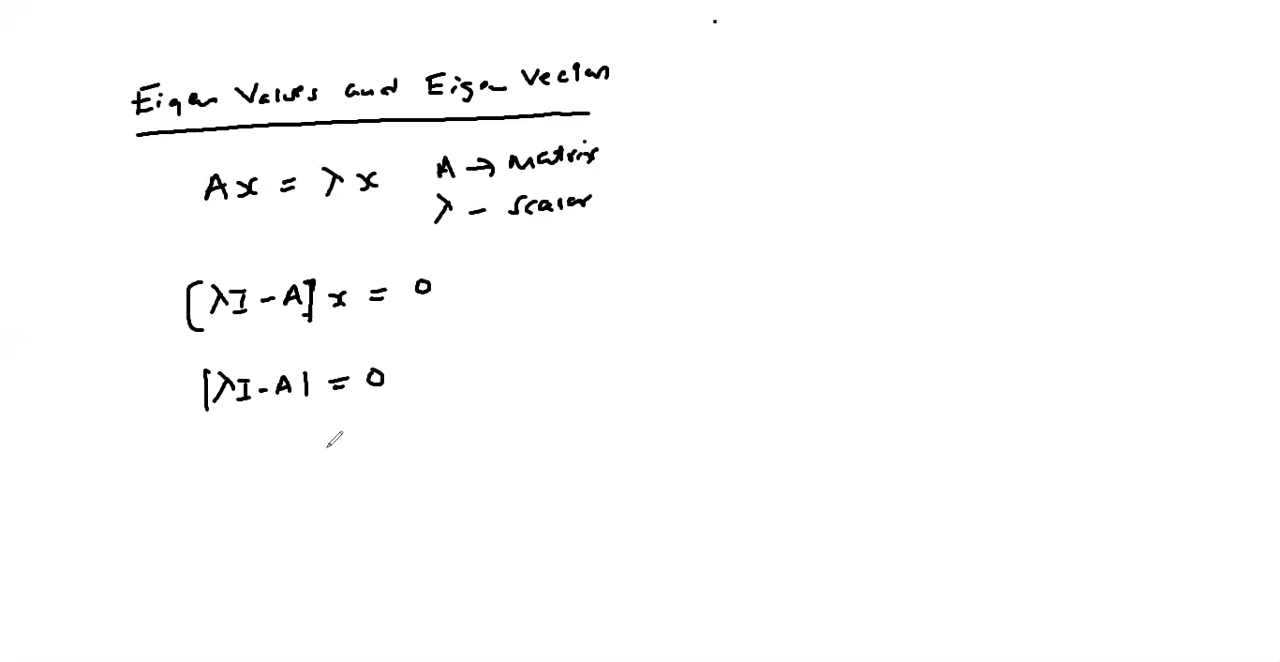 Eigen Values and Eigen Vectors
Ax = λx
A → matrix
λ - scalar
[λI - A] x = 0
|λI - A| = 0